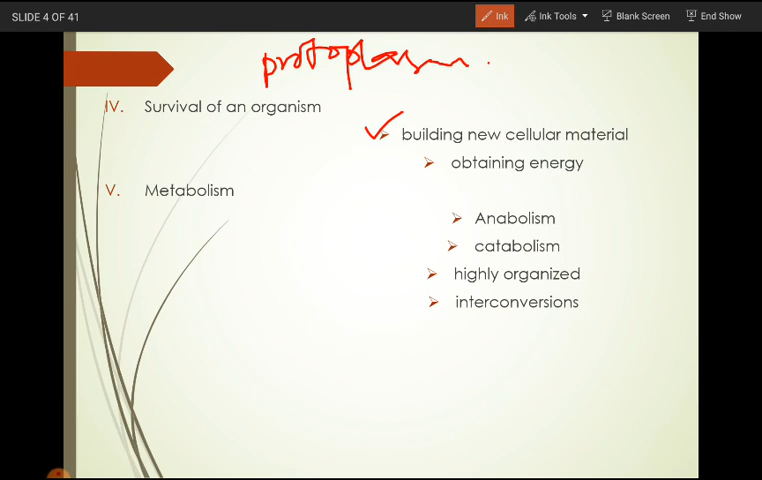 SLIDE 4 OF 41 Ink Ink Tools Blank Screen End Show
protoplasm.
IV. Survival of an organism
building new cellular material
obtaining energy
V. Metabolism
Anabolism
catabolism
highly organized
interconversions